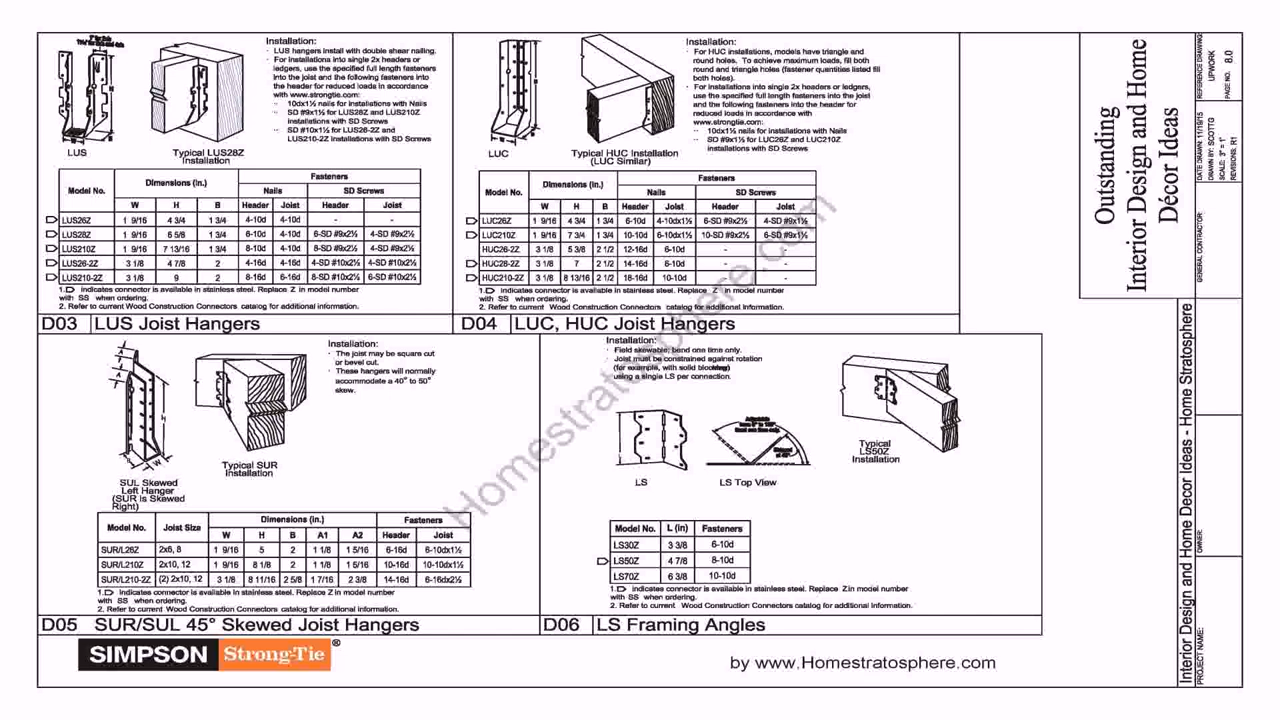 Installation:
· LUS hangers install with double shear nailing.
· For installations into single 2x headers or
ledgers, use the specified full length fasteners
into the joist and the following fasteners into
the header for reduced loads in accordance
with www.strongtie.com:
·· 10dx1½ nails for installations with Nails
·· SD #9x1½ for LUS28Z and LUS210Z
installations with SD Screws
·· SD #10x1½ for LUS26-2Z and
LUS210-2Z installations with SD Screws
H
W
B
LUS
Typical LUS28Z
Installation
Model No. Dimensions (in.) Fasteners
Nails SD Screws
W H B Header Joist Header Joist
LUS26Z 1 9/16 4 3/4 1 3/4 4-10d 4-10d - -
LUS28Z 1 9/16 6 5/8 1 3/4 6-10d 4-10d 6-SD #9x2½ 4-SD #9x2½
LUS210Z 1 9/16 7 13/16 1 3/4 8-10d 4-10d 8-SD #9x2½ 4-SD #9x2½
LUS26-2Z 3 1/8 4 7/8 2 4-16d 4-16d 4-SD #10x2½ 4-SD #10x2½
LUS210-2Z 3 1/8 9 2 8-16d 6-16d 8-SD #10x2½ 6-SD #10x2½
1. indicates connector is available in stainless steel. Replace Z in model number
with SS when ordering.
2. Refer to current Wood Construction Connectors catalog for additional information.
D03 LUS Joist Hangers
Installation:
· For HUC installations, models have triangle and
round holes. To achieve maximum loads, fill both
round and triangle holes (fastener quantities listed fill
both holes).
· For installations into single 2x headers or ledgers,
use the specified full length fasteners into the joist
and the following fasteners into the header for
reduced loads in accordance with
www.strongtie.com:
·· 10dx1½ nails for installations with Nails
·· SD #9x1½ for LUC26Z and LUC210Z
installations with SD Screws
LUC
Typical HUC Installation
(LUC Similar)
Model No. Dimensions (in.) Fasteners
Nails SD Screws
W H B Header Joist Header Joist
LUC26Z 1 9/16 4 3/4 1 3/4 6-10d 4-10dx1½ 6-SD #9x2½ 4-SD #9x1½
LUC210Z 1 9/16 7 3/4 1 3/4 10-10d 6-10dx1½ 10-SD #9x2½ 6-SD #9x1½
HUC26-2Z 3 1/8 5 3/8 2 1/2 12-16d 6-10d - -
HUC28-2Z 3 1/8 7 2 1/2 14-16d 6-10d - -
HUC210-2Z 3 1/8 8 13/16 2 1/2 18-16d 10-10d - -
1. indicates connector is available in stainless steel. Replace Z in model number
with SS when ordering.
2. Refer to current Wood Construction Connectors catalog for additional information.
D04 LUC, HUC Joist Hangers
Installation:
· The joist may be square cut
or bevel cut.
· These hangers will normally
accommodate a 40° to 50°
skew.
SUL Skewed
Left Hanger
(SUR is Skewed
Right)
Typical SUR
Installation
Model No. Joist Size Dimensions (in.) Fasteners
W H B A1 A2 Header Joist
SUR/L26Z 2x6, 8 1 9/16 5 2 1 1/8 1 5/16 6-16d 6-10dx1½
SUR/L210Z 2x10, 12 1 9/16 8 1/8 2 1 1/8 1 5/16 10-16d 10-10dx1½
SUR/L210-2Z (2) 2x10, 12 3 1/8 8 11/16 2 5/8 1 7/16 2 3/8 14-16d 6-16dx2½
1. indicates connector is available in stainless steel. Replace Z in model number
with SS when ordering.
2. Refer to current Wood Construction Connectors catalog for additional information.
D05 SUR/SUL 45° Skewed Joist Hangers
Installation:
· Field skewable, bend one time only.
· Joist must be constrained against rotation
(for example, with solid blocking)
using a single LS per connection.
LS
LS Top View
Typical
LS50Z
Installation
Model No. L (in) Fasteners
LS30Z 3 3/8 6-10d
LS50Z 4 7/8 8-10d
LS70Z 6 3/8 10-10d
1. indicates connector is available in stainless steel. Replace Z in model number
with SS when ordering.
2. Refer to current Wood Construction Connectors catalog for additional information.
D06 LS Framing Angles
SIMPSON Strong-Tie ®
by www.Homestratosphere.com
Homestratosphere.com
Outstanding
Interior Design and Home
Décor Ideas
REFERENCE DRAWING:
UPWORK
PAGE NO. 8.0
DATE DRAWN: 11/19/15
DRAWN BY: SCOTTG
SCALE: 3" = 1"
REVISIONS: R1
GENERAL CONTRACTOR:
OWNER:
Interior Design and Home Decor Ideas - Home Stratosphere
PROJECT NAME: